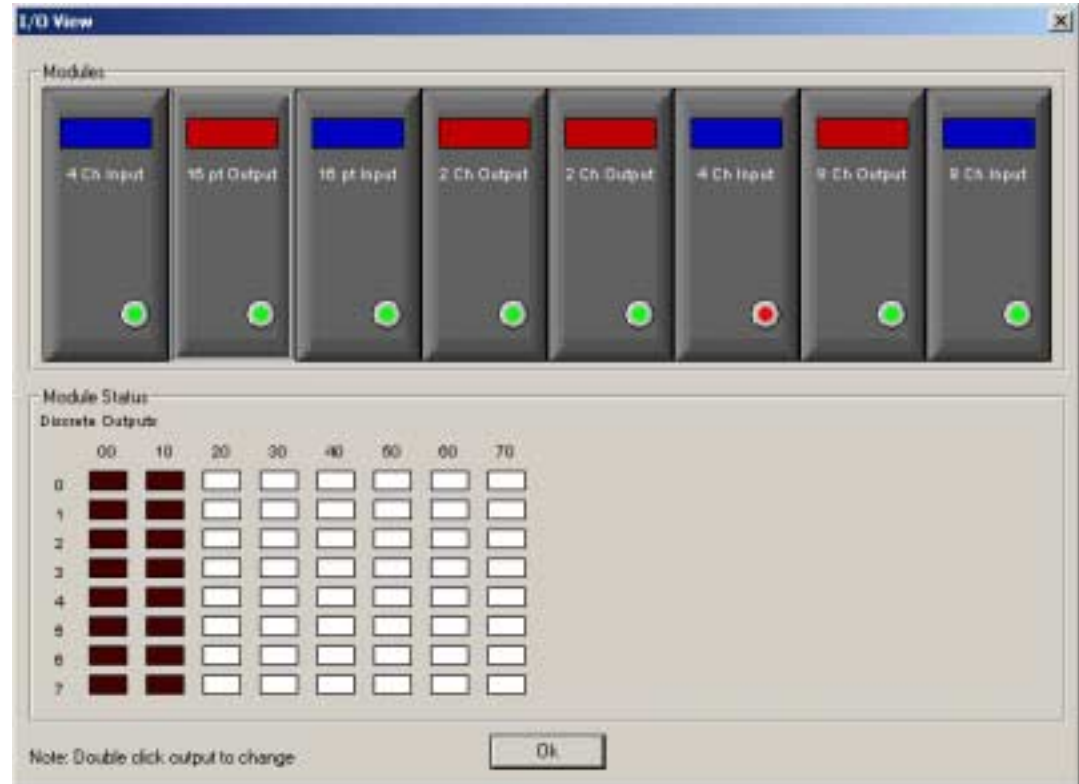 I/O View
Modules
4 Ch Input 16 pt Output 16 pt Input 2 Ch Output 2 Ch Output 4 Ch Input 8 Ch Output 8 Ch Input
Module Status
Discrete Outputs
00 10 20 30 40 50 60 70
0
1
2
3
4
5
6
7
Note: Double click output to change
Ok